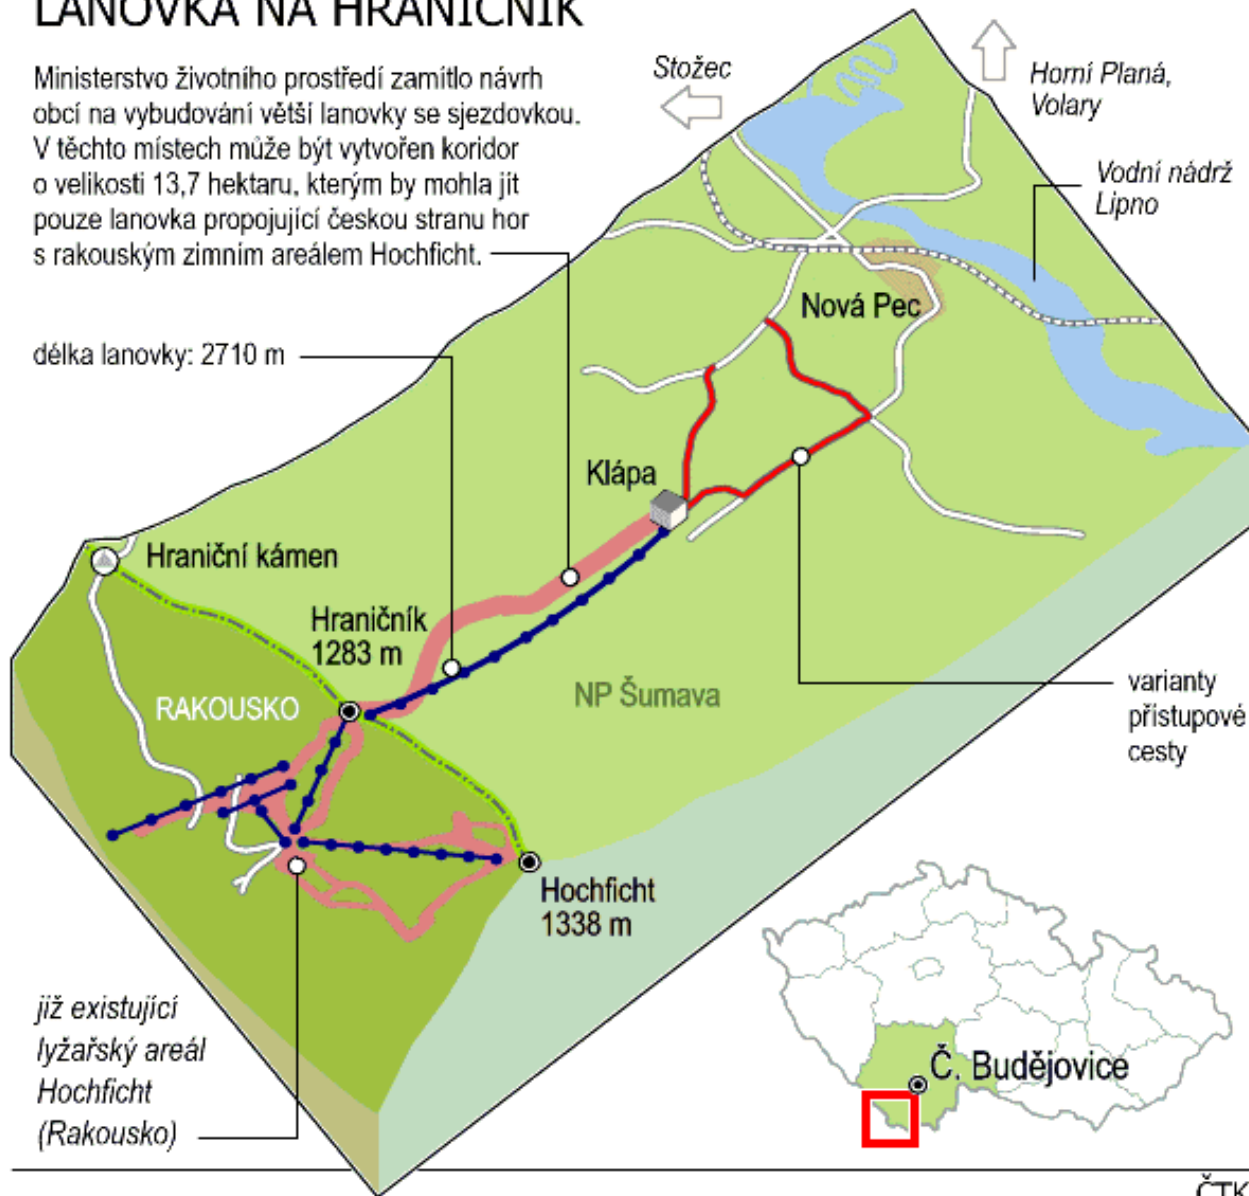 LANOVKA NA HRANIČNÍK
Ministerstvo životního prostředí zamítlo návrh
obcí na vybudování větší lanovky se sjezdovkou.
V těchto místech může být vytvořen koridor
o velikosti 13,7 hektaru, kterým by mohla jít
pouze lanovka propojující českou stranu hor
s rakouským zimním areálem Hochficht.
délka lanovky: 2710 m
Stožec
Horní Planá,
Volary
Vodní nádrž
Lipno
Nová Pec
Klápa
Hraniční kámen
Hraničník
1283 m
RAKOUSKO
NP Šumava
varianty
přístupové
cesty
Hochficht
1338 m
již existující
lyžařský areál
Hochficht
(Rakousko)
Č. Budějovice
ČTK